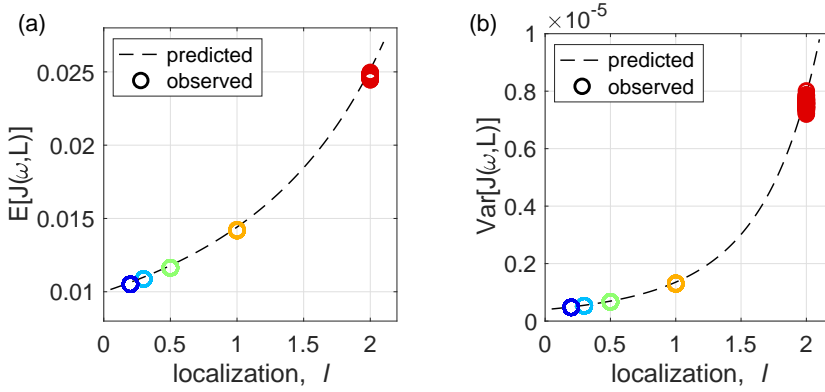 (a)
predicted
observed
0.025
0.02
0.015
0.01
E[J(ω,L)]
0
0.5
1
1.5
2
localization, l
(b)
×10^-5
predicted
observed
1
0.8
0.6
0.4
0.2
0
Var[J(ω,L)]
0
0.5
1
1.5
2
localization, l